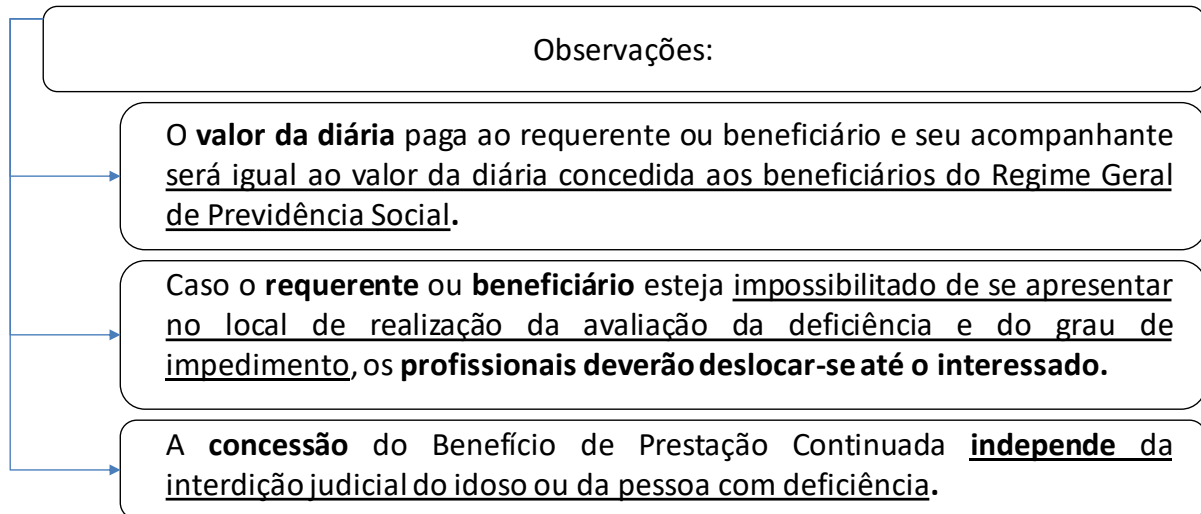 Observações:
O valor da diária paga ao requerente ou beneficiário e seu acompanhante
será igual ao valor da diária concedida aos beneficiários do Regime Geral
de Previdência Social.
Caso o requerente ou beneficiário esteja impossibilitado de se apresentar
no local de realização da avaliação da deficiência e do grau de
impedimento, os profissionais deverão deslocar-se até o interessado.
A concessão do Benefício de Prestação Continuada independe da
interdição judicial do idoso ou da pessoa com deficiência.